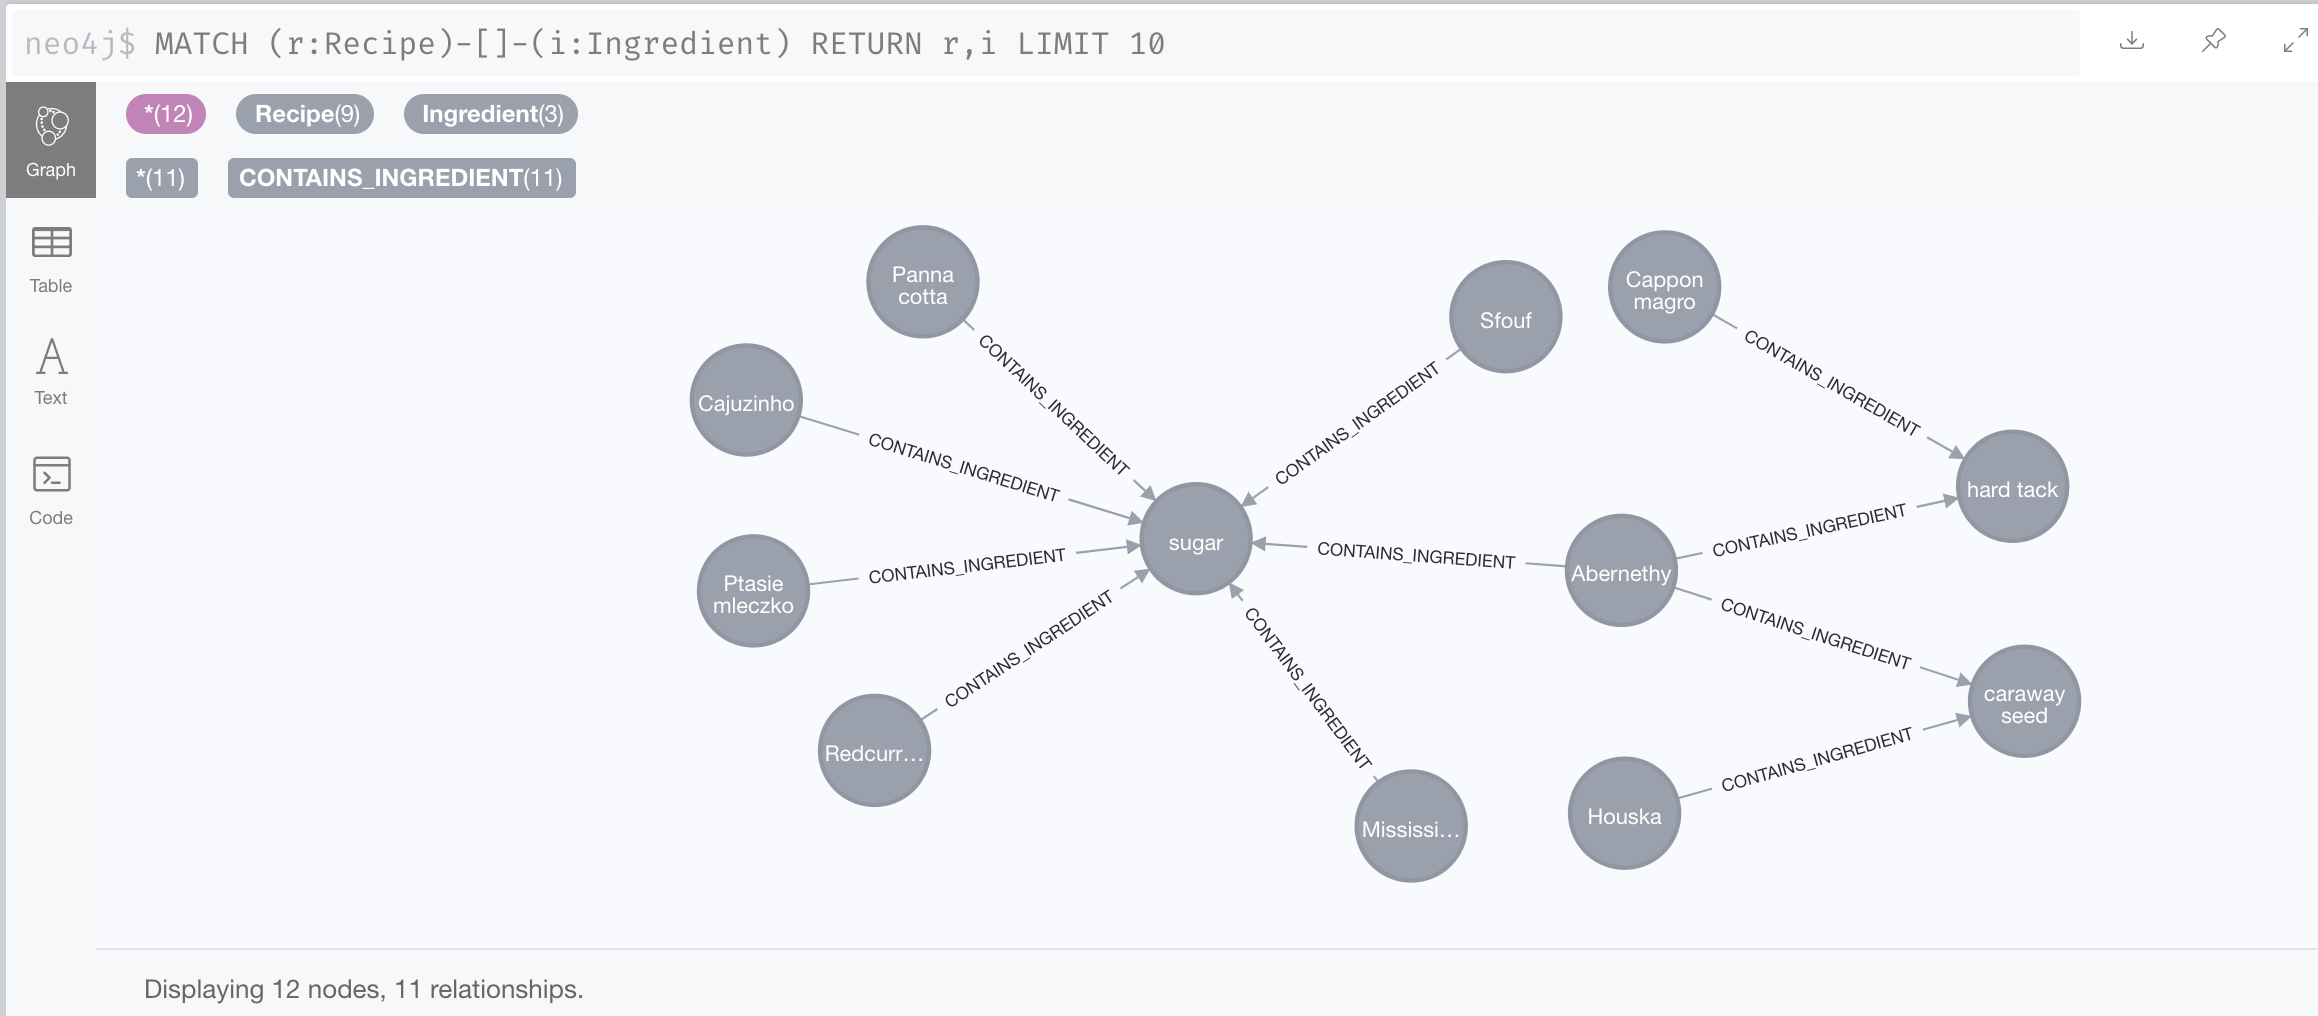 neo4j$ MATCH (r:Recipe)-[]-(i:Ingredient) RETURN r,i LIMIT 10
*(12) Recipe(9) Ingredient(3)
*(11) CONTAINS_INGREDIENT(11)
Graph
Table
Text
Code
Panna
cotta
Sfouf
Cappon
magro
Cajuzinho
hard tack
sugar
Abernethy
Ptasie
mleczko
caraway
seed
Redcurr...
Mississi...
Houska
CONTAINS_INGREDIENT
CONTAINS_INGREDIENT
CONTAINS_INGREDIENT
CONTAINS_INGREDIENT
CONTAINS_INGREDIENT
CONTAINS_INGREDIENT
CONTAINS_INGREDIENT
CONTAINS_INGREDIENT
CONTAINS_INGREDIENT
CONTAINS_INGREDIENT
CONTAINS_INGREDIENT
Displaying 12 nodes, 11 relationships.